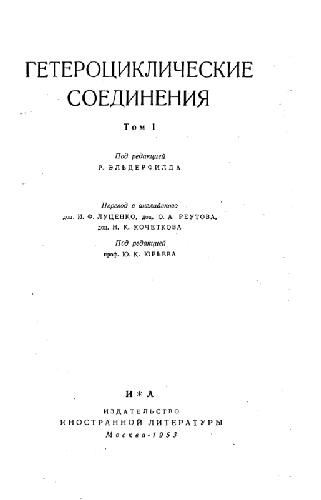 ГЕТЕРОЦИКЛИЧЕСКИЕ
СОЕДИНЕНИЯ
Том I
Под редакцией
Р. ЭЛЬДЕРФИЛДА
Перевод с английского
доц. И. Ф. ЛУЦЕНКО, доц. О. А. РЕУТОВА,
доц. Н. К. КОЧЕТКОВА
Под редакцией
проф. Ю. К. ЮРЬЕВА
И * Л
ИЗДАТЕЛЬСТВО
ИНОСТРАННОЙ ЛИТЕРАТУРЫ
Москва - 1953